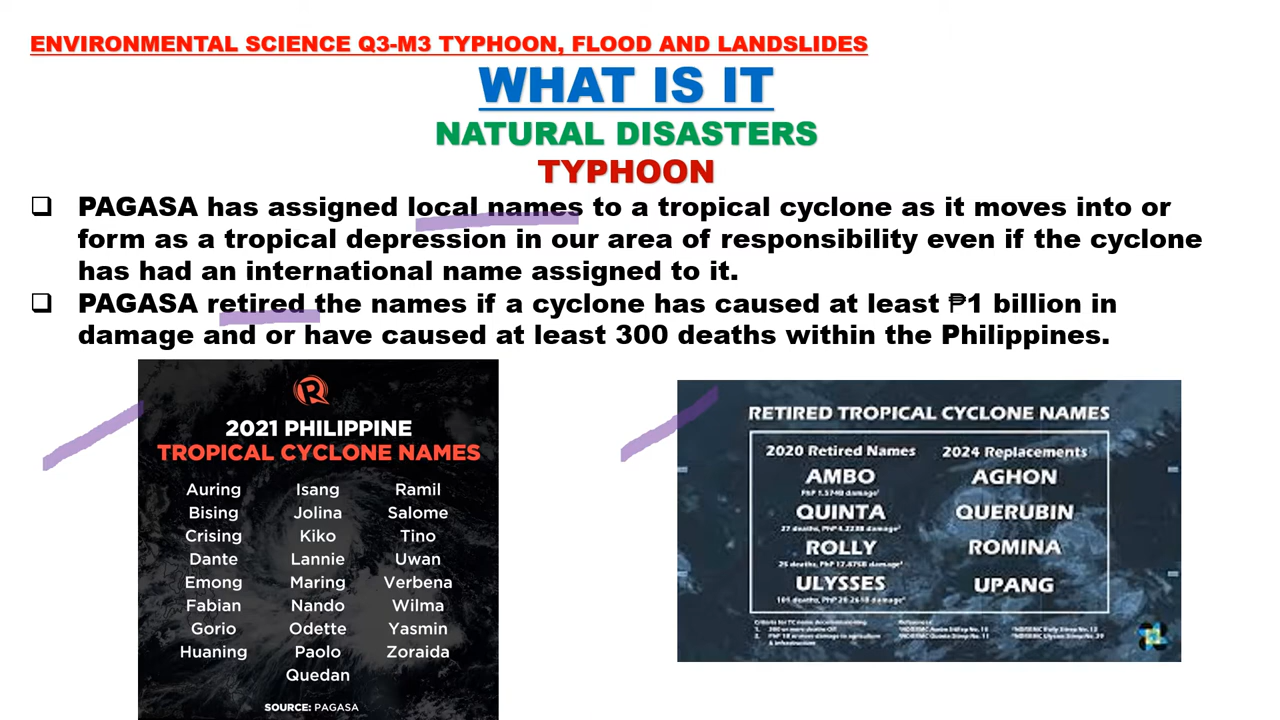 ENVIRONMENTAL SCIENCE Q3-M3 TYPHOON, FLOOD AND LANDSLIDES
WHAT IS IT
NATURAL DISASTERS
TYPHOON
❑ PAGASA has assigned local names to a tropical cyclone as it moves into or
form as a tropical depression in our area of responsibility even if the cyclone
has had an international name assigned to it.
❑ PAGASA retired the names if a cyclone has caused at least ₱1 billion in
damage and or have caused at least 300 deaths within the Philippines.
R
2021 PHILIPPINE
TROPICAL CYCLONE NAMES
Auring Isang Ramil
Bising Jolina Salome
Crising Kiko Tino
Dante Lannie Uwan
Emong Maring Verbena
Fabian Nando Wilma
Gorio Odette Yasmin
Huaning Paolo Zoraida
Quedan
SOURCE: PAGASA
RETIRED TROPICAL CYCLONE NAMES
2020 Retired Names 2024 Replacements
AMBO AGHON
QUINTA QUERUBIN
ROLLY ROMINA
ULYSSES UPANG